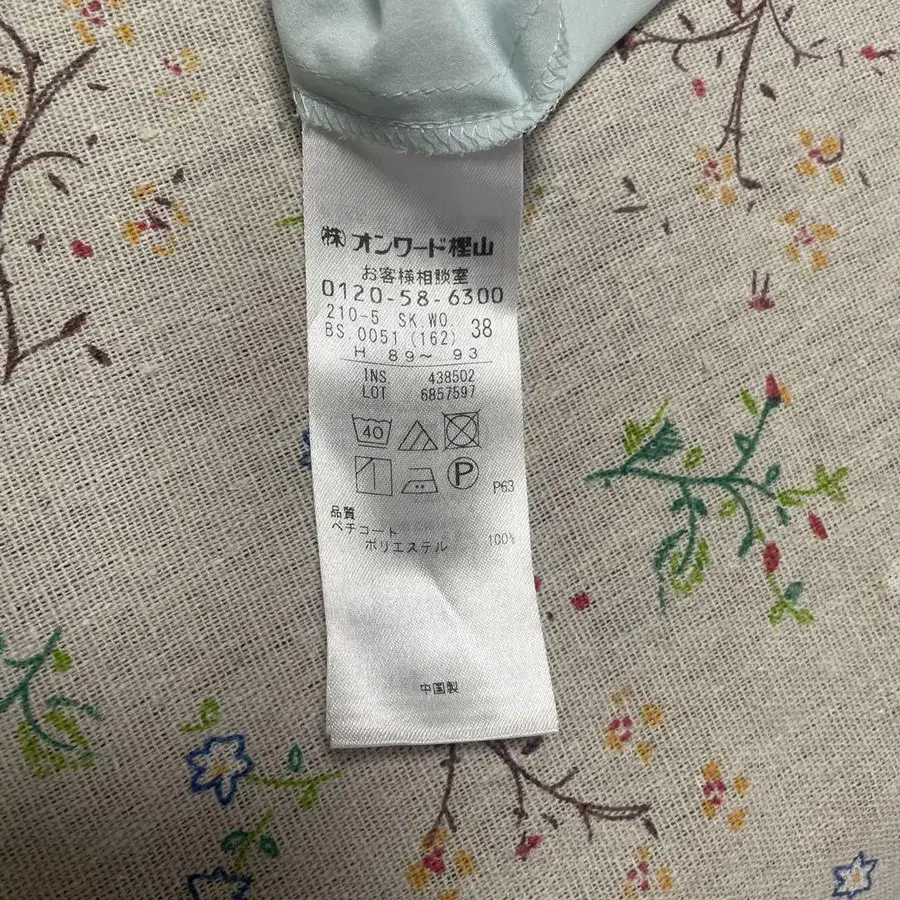 (株)オンワード樫山
お客様相談室
0120-58-6300
210-5 SK.WO. 38
BS.0051 (162)
H 89~ 93
INS 438502
LOT 6857597
40
P
P63
品質
ペチコート
ポリエステル 100%
中国製